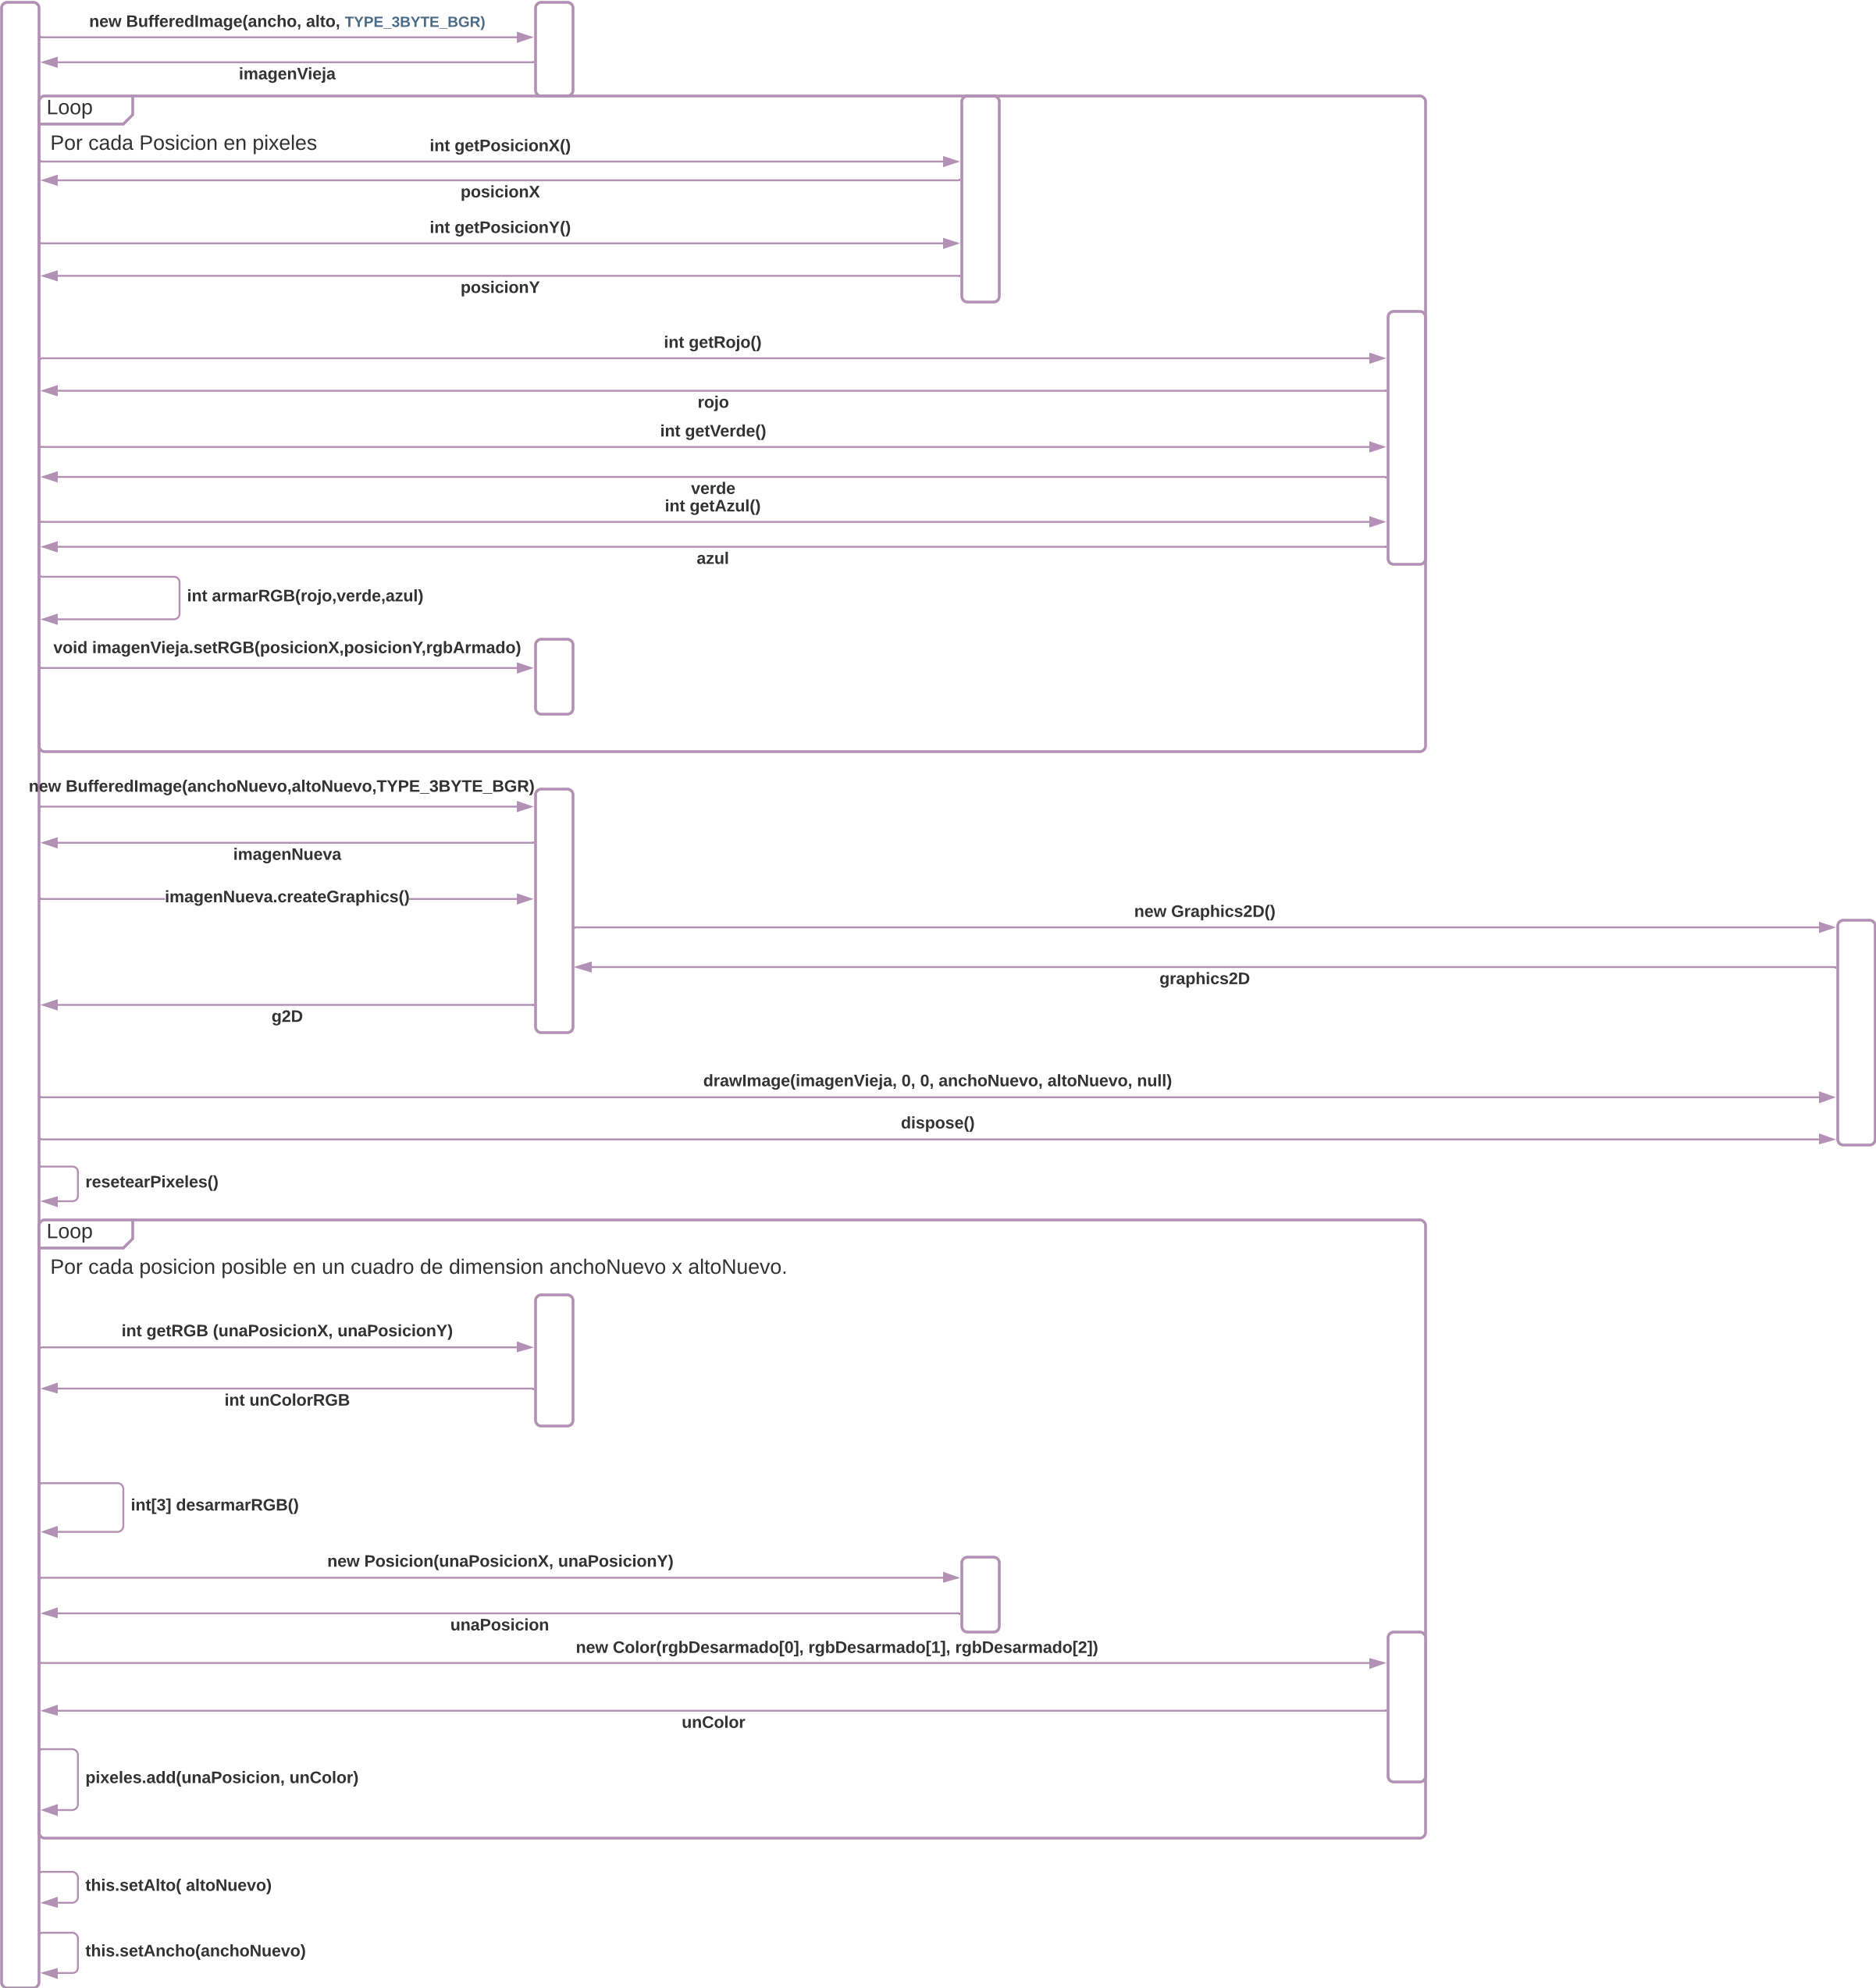 new BufferedImage(ancho, alto, TYPE_3BYTE_BGR)
imagenVieja
Loop
Por cada Posicion en pixeles
int getPosicionX()
posicionX
int getPosicionY()
posicionY
int getRojo()
rojo
int getVerde()
verde
int getAzul()
azul
int armarRGB(rojo,verde,azul)
void imagenVieja.setRGB(posicionX,posicionY,rgbArmado)
new BufferedImage(anchoNuevo,altoNuevo,TYPE_3BYTE_BGR)
imagenNueva
imagenNueva.createGraphics()
new Graphics2D()
graphics2D
g2D
drawImage(imagenVieja, 0, 0, anchoNuevo, altoNuevo, null)
dispose()
resetearPixeles()
Loop
Por cada posicion posible en un cuadro de dimension anchoNuevo x altoNuevo.
int getRGB (unaPosicionX, unaPosicionY)
int unColorRGB
int[3] desarmarRGB()
new Posicion(unaPosicionX, unaPosicionY)
unaPosicion
new Color(rgbDesarmado[0], rgbDesarmado[1], rgbDesarmado[2])
unColor
pixeles.add(unaPosicion, unColor)
this.setAlto( altoNuevo)
this.setAncho(anchoNuevo)